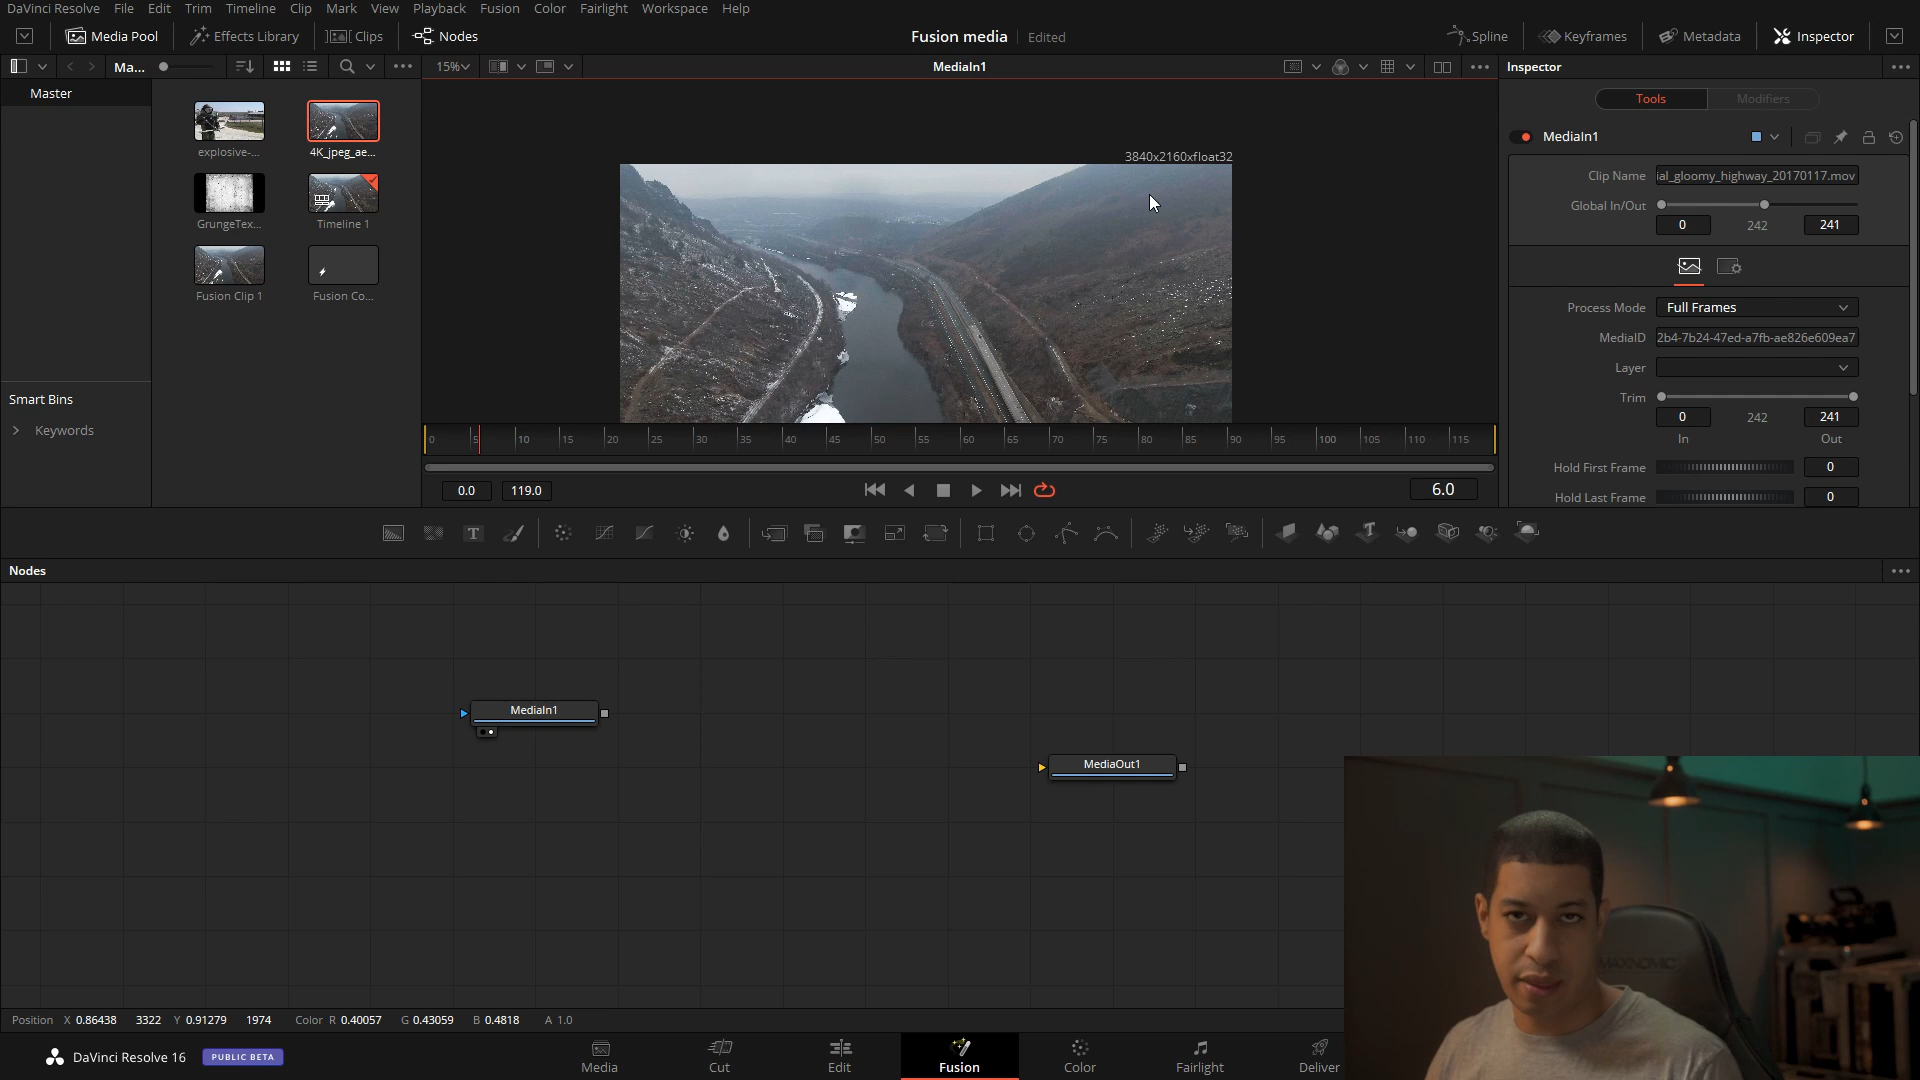 DaVinci Resolve File Edit Trim Timeline Clip Mark View Playback Fusion Color Fairlight Workspace Help
Media Pool Effects Library Clips Nodes Fusion media Edited Spline Keyframes Metadata Inspector
Ma... 15% MediaIn1 Inspector
Master
Tools Modifiers
MediaIn1
explosive-... 4K_jpeg_ae...
3840x2160xfloat32
Clip Name ial_gloomy_highway_20170117.mov
Global In/Out
0 242 241
GrungeTex... Timeline 1
Fusion Clip 1 Fusion Co...
Process Mode Full Frames
MediaID 2b4-7b24-47ed-a7fb-ae826e609ea7
Layer
Trim
0 242 241
In Out
Hold First Frame 0
Hold Last Frame 0
Smart Bins
Keywords
0 5 10 15 20 25 30 35 40 45 50 55 60 65 70 75 80 85 90 95 100 105 110 115
0.0 119.0 6.0
Nodes
MediaIn1
MediaOut1
MAXNOMIC
Position X 0.86438 3322 Y 0.91279 1974 Color R 0.40057 G 0.43059 B 0.4818 A 1.0
DaVinci Resolve 16 PUBLIC BETA
Media Cut Edit Fusion Color Fairlight Deliver